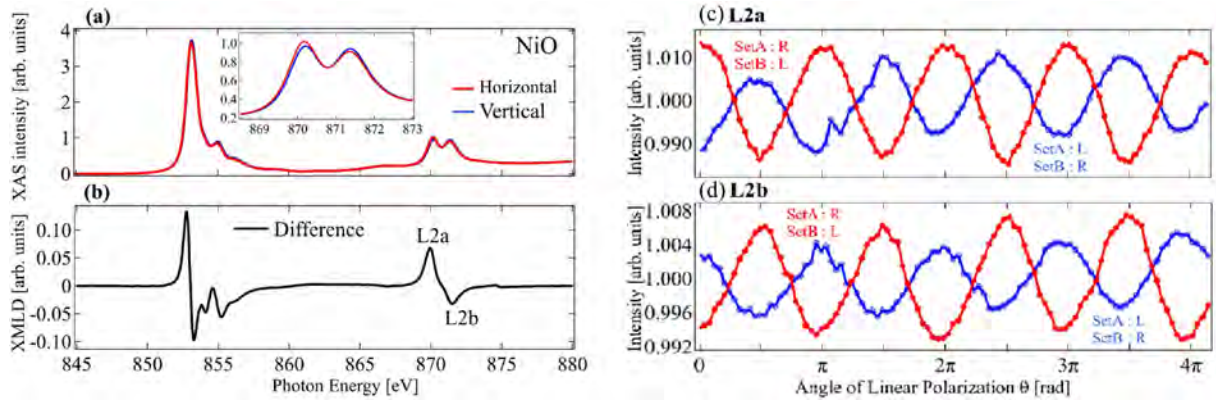 (a)
XAS intensity [arb. units]
4
3
2
1
0
1.0
0.8
0.6
0.4
0.2
869
870
871
872
873
NiO
Horizontal
Vertical
(b)
XMLD [arb. units]
0.10
0.05
0
-0.05
-0.10
Difference
L2a
L2b
845
850
855
860
865
870
875
880
Photon Energy [eV]
(c) L2a
Intensity [arb. units]
1.010
1.000
0.990
SetA : R
SetB : L
SetA : L
SetB : R
(d) L2b
Intensity [arb. units]
1.008
1.004
1.000
0.996
0.992
SetA : R
SetB : L
SetA : L
SetB : R
0
π
2π
3π
4π
Angle of Linear Polarization θ [rad]